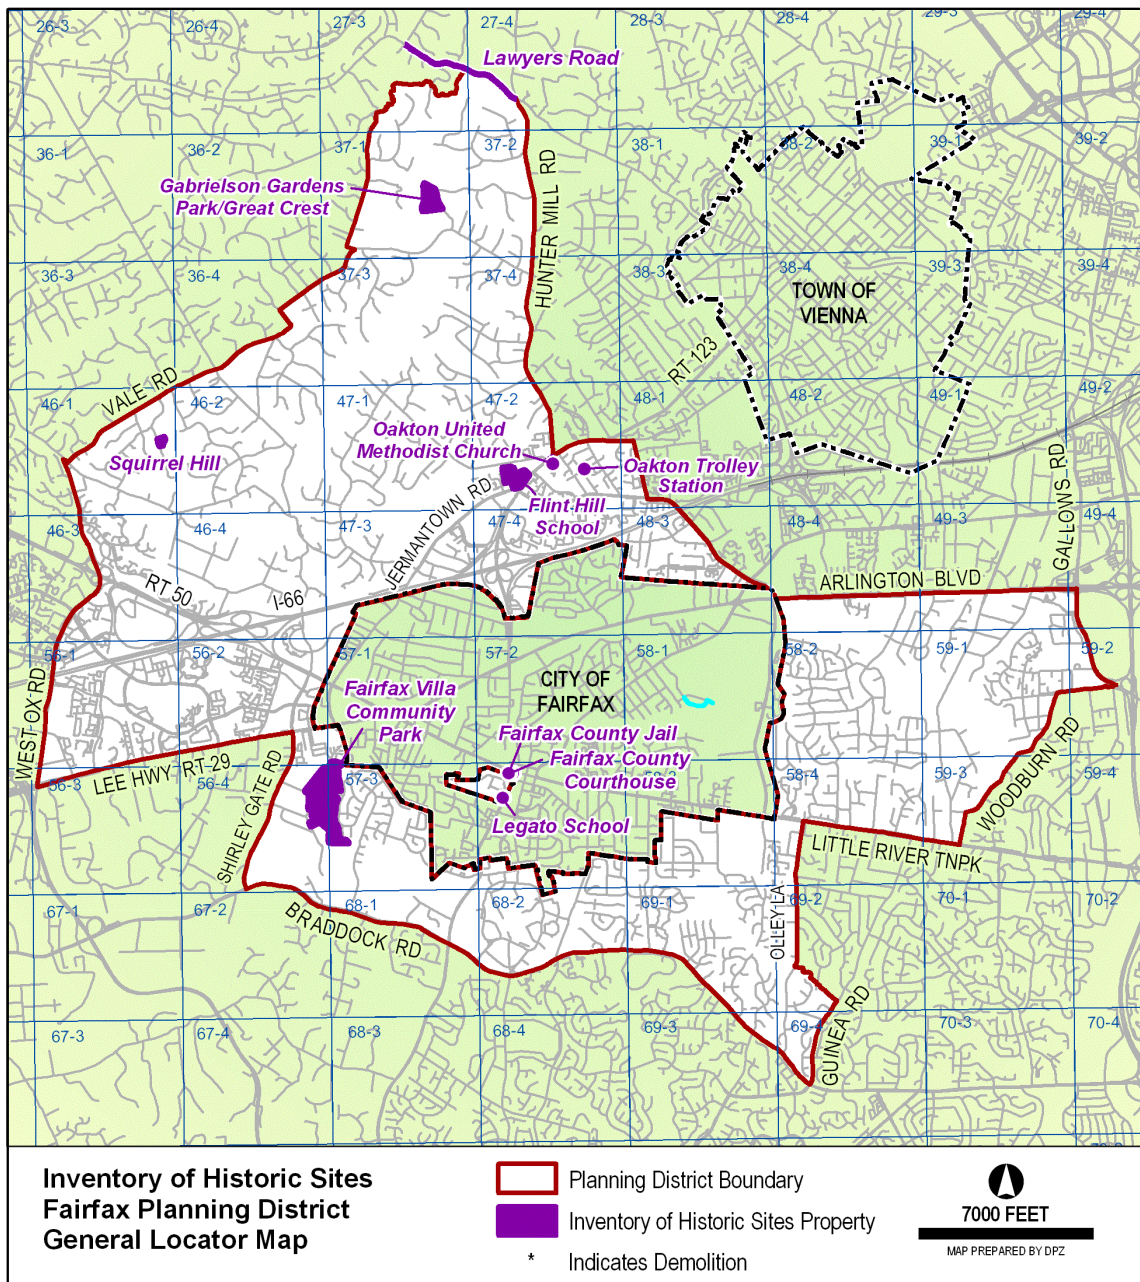 26-3
26-4
27-3
27-4
28-3
28-4
29-3
29-4
Lawyers Road
36-1
36-2
37-1
37-2
38-1
38-2
39-1
39-2
Gabrielson Gardens
Park/Great Crest
HUNTER MILL RD
36-3
36-4
37-3
37-4
38-3
38-4
39-3
39-4
TOWN OF
VIENNA
RT 123
VALE RD
46-1
46-2
47-1
47-2
48-1
48-2
49-1
49-2
Oakton United
Methodist Church
Squirrel Hill
Oakton Trolley
Station
Flint Hill
School
JERMANTOWN RD
GALLOWS RD
46-3
46-4
47-3
47-4
48-3
48-4
49-3
49-4
RT 50
I-66
ARLINGTON BLVD
56-1
56-2
57-1
57-2
58-1
58-2
59-1
59-2
CITY OF
FAIRFAX
WEST OX RD
Fairfax Villa
Community
Park
Fairfax County Jail
Fairfax County
Courthouse
LEE HWY RT 29
WOODBURN RD
56-3
56-4
57-3
58-3
58-4
59-3
59-4
SHIRLEY GATE RD
Legato School
LITTLE RIVER TNPK
67-1
67-2
68-1
68-2
69-1
69-2
70-1
70-2
BRADDOCK RD
OLLEY LA
67-3
67-4
68-3
68-4
69-3
69-4
70-3
70-4
GUINEA RD
Inventory of Historic Sites
Fairfax Planning District
General Locator Map
Planning District Boundary
Inventory of Historic Sites Property
* Indicates Demolition
7000 FEET
MAP PREPARED BY DPZ